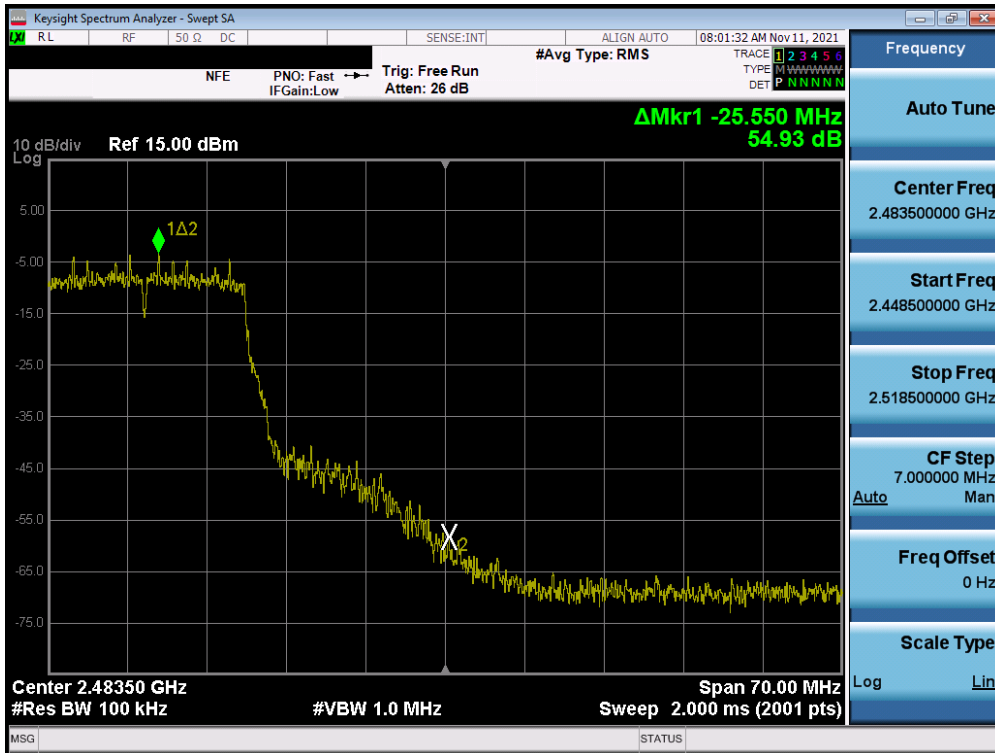 Keysight Spectrum Analyzer - Swept SA
LXI RL RF 50 Ω DC SENSE:INT ALIGN AUTO 08:01:32 AM Nov 11, 2021
NFE PNO: Fast Trig: Free Run #Avg Type: RMS TRACE 1 2 3 4 5 6
IFGain:Low Atten: 26 dB TYPE M WWWWW
DET P N N N N N
ΔMkr1 -25.550 MHz
54.93 dB
10 dB/div Ref 15.00 dBm
Log
5.00
1Δ2
-5.00
-15.0
-25.0
-35.0
-45.0
-55.0
X2
-65.0
-75.0
Center 2.48350 GHz Span 70.00 MHz
#Res BW 100 kHz #VBW 1.0 MHz Sweep 2.000 ms (2001 pts)
MSG STATUS
Frequency
Auto Tune
Center Freq
2.483500000 GHz
Start Freq
2.448500000 GHz
Stop Freq
2.518500000 GHz
CF Step
7.000000 MHz
Auto Man
Freq Offset
0 Hz
Scale Type
Log Lin